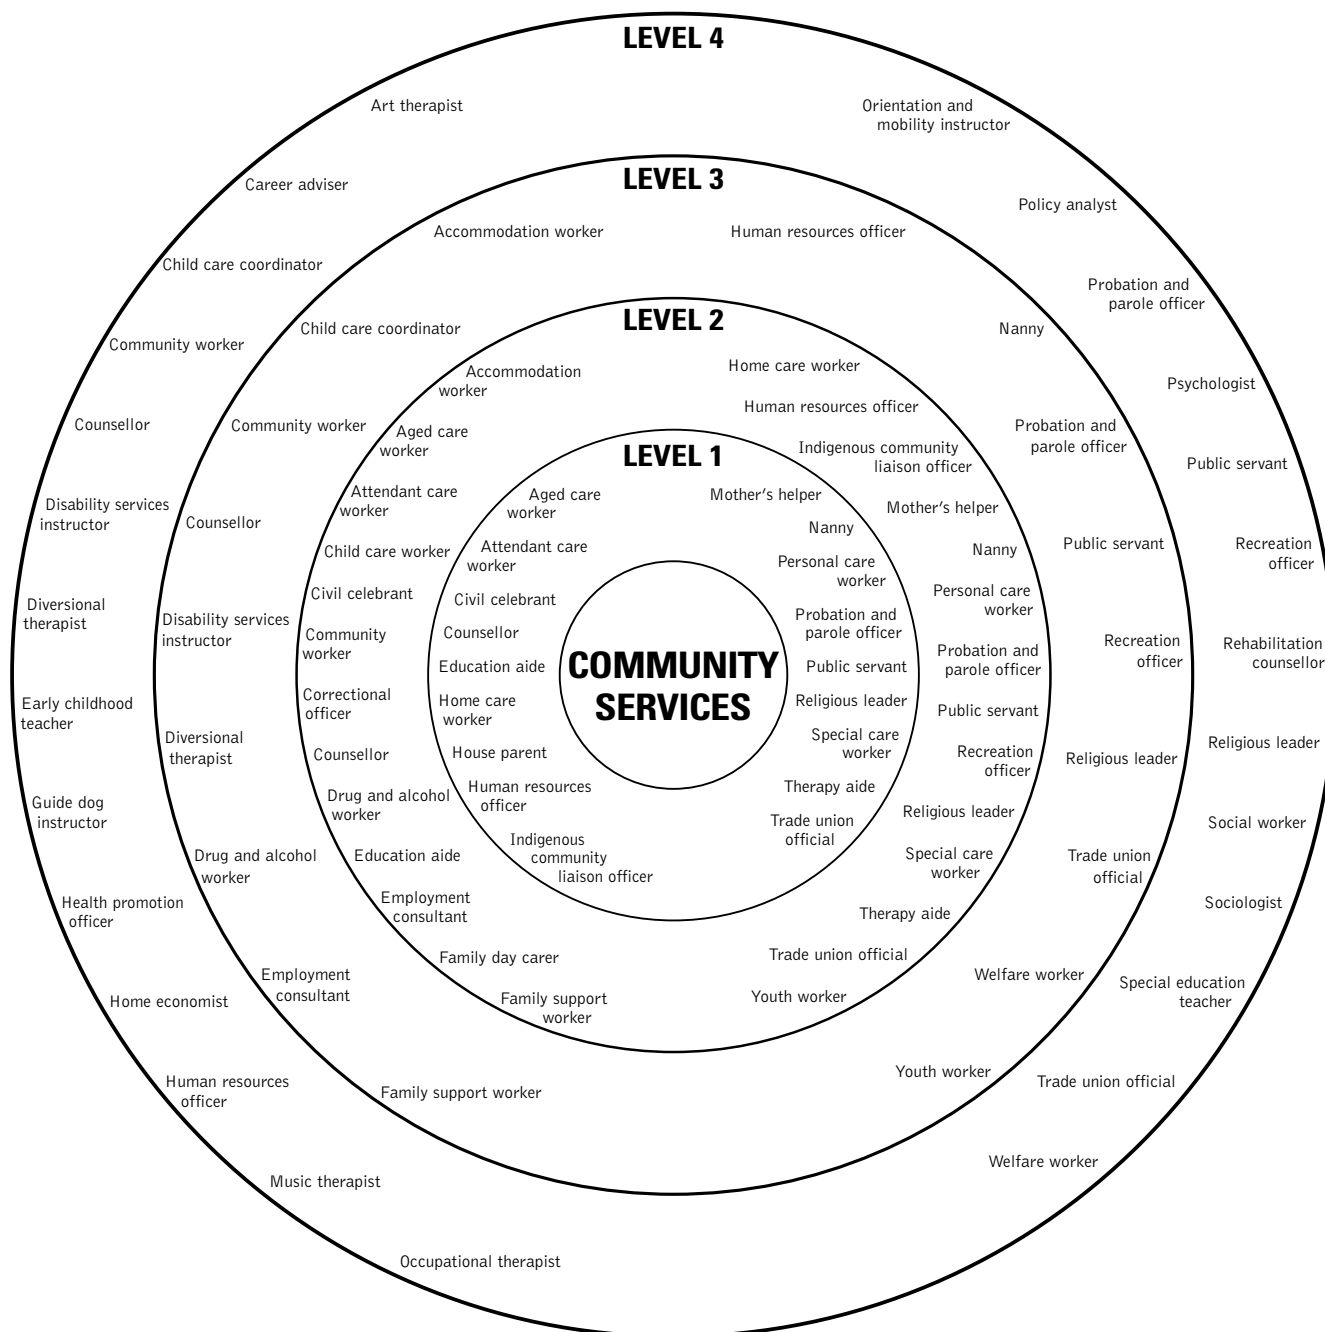 LEVEL 4
Art therapist
Career adviser
Child care coordinator
Community worker
Counsellor
Disability services
instructor
Diversional
therapist
Early childhood
teacher
Guide dog
instructor
Health promotion
officer
Home economist
Human resources
officer
Music therapist
Occupational therapist
Orientation and
mobility instructor
Policy analyst
Probation and
parole officer
Psychologist
Public servant
Recreation
officer
Rehabilitation
counsellor
Religious leader
Social worker
Sociologist
Special education
teacher
Trade union official
Welfare worker
LEVEL 3
Accommodation worker
Child care coordinator
Community worker
Counsellor
Disability services
instructor
Diversional
therapist
Drug and alcohol
worker
Employment
consultant
Family support worker
Human resources officer
Nanny
Probation and
parole officer
Public servant
Recreation
officer
Religious leader
Trade union
official
Welfare worker
Youth worker
LEVEL 2
Accommodation
worker
Aged care
worker
Attendant care
worker
Child care worker
Civil celebrant
Community
worker
Correctional
officer
Counsellor
Drug and alcohol
worker
Education aide
Employment
consultant
Family day carer
Family support
worker
Home care worker
Human resources officer
Indigenous community
liaison officer
Mother's helper
Nanny
Personal care
worker
Probation and
parole officer
Public servant
Recreation
officer
Religious leader
Special care
worker
Therapy aide
Trade union official
Youth worker
LEVEL 1
Aged care
worker
Attendant care
worker
Civil celebrant
Counsellor
Education aide
Home care
worker
House parent
Human resources
officer
Indigenous
community
liaison officer
Mother's helper
Nanny
Personal care
worker
Probation and
parole officer
Public servant
Religious leader
Special care
worker
Therapy aide
Trade union
official
COMMUNITY
SERVICES